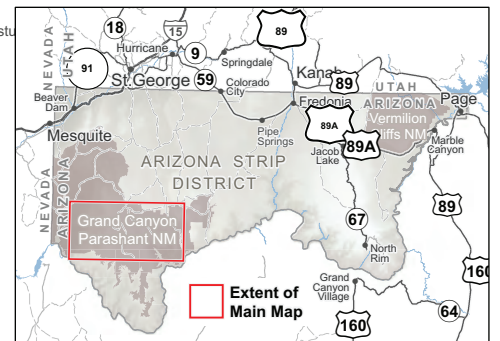 stu
NEVADA
UTAH
18
15
Hurricane
9
Springdale
89
91
St George
59
Colorado
City
Kanab
89
UTAH
ARIZONA
Page
Beaver
Dam
Fredonia
Vermilion
Cliffs NM
89A
Mesquite
Pipe
Springs
Jacob
Lake
89A
Marble
Canyon
ARIZONA STRIP
DISTRICT
NEVADA
ARIZONA
89
Grand Canyon
Parashant NM
67
North
Rim
160
Extent of
Main Map
Grand
Canyon
Village
160
64